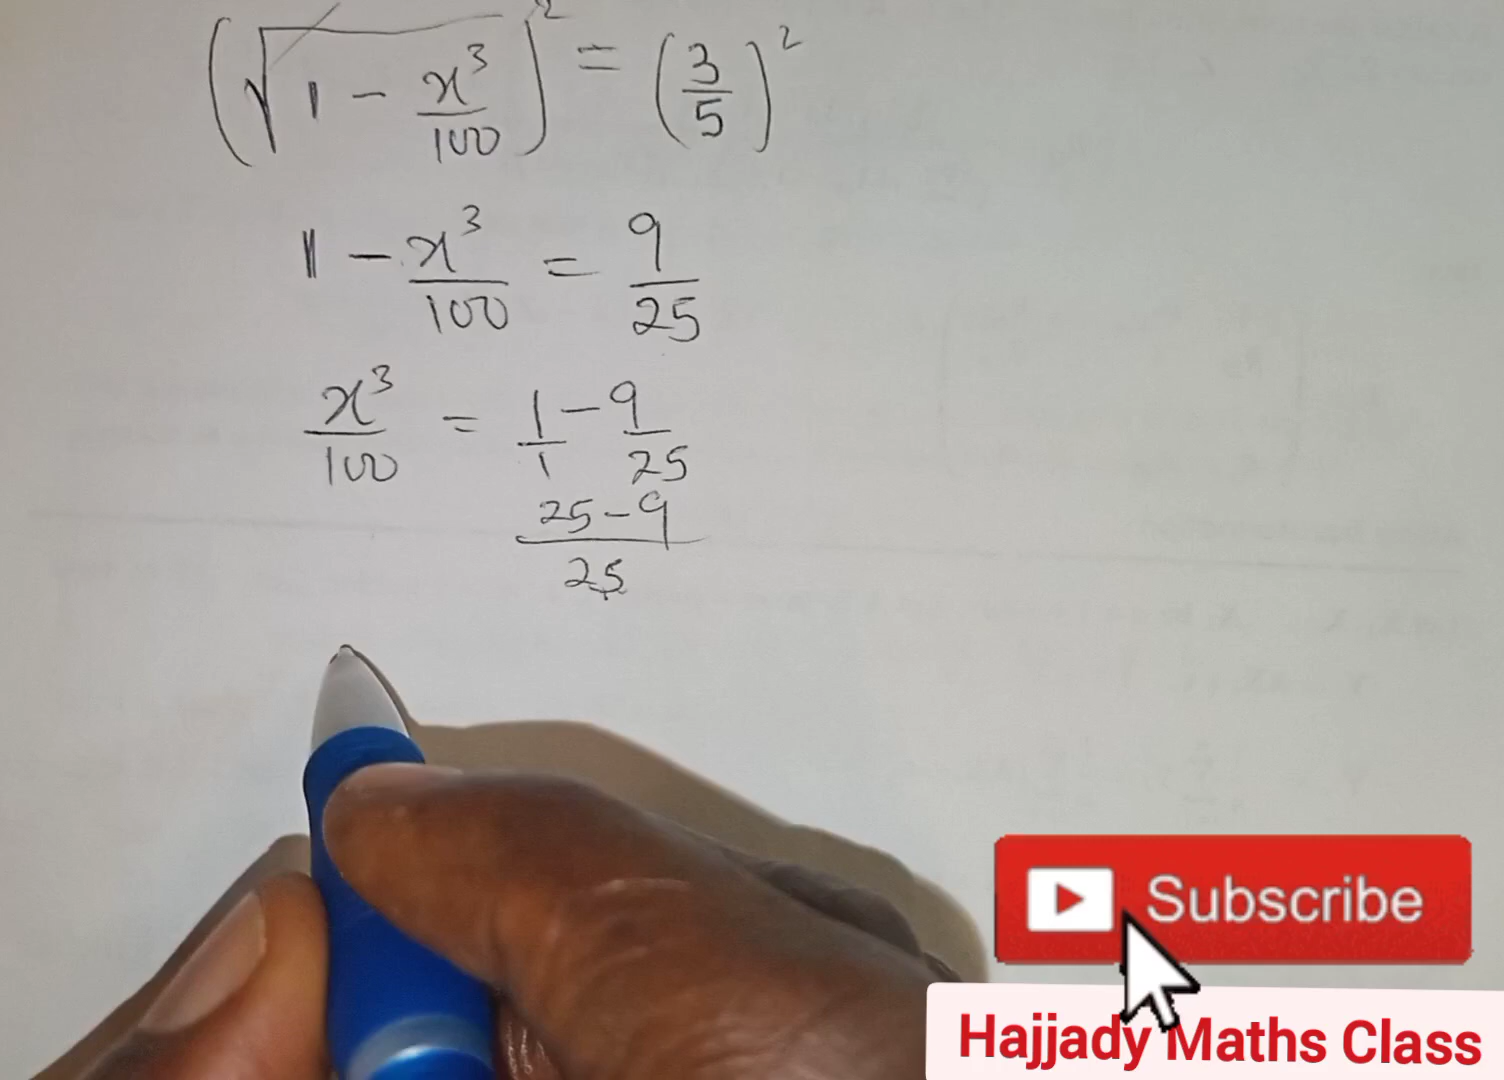 (√(1 - x³/100))² = (3/5)²
1 - x³/100 = 9/25
x³/100 = 1/1 - 9/25
25 - 9
25
Subscribe
Hajjady Maths Class